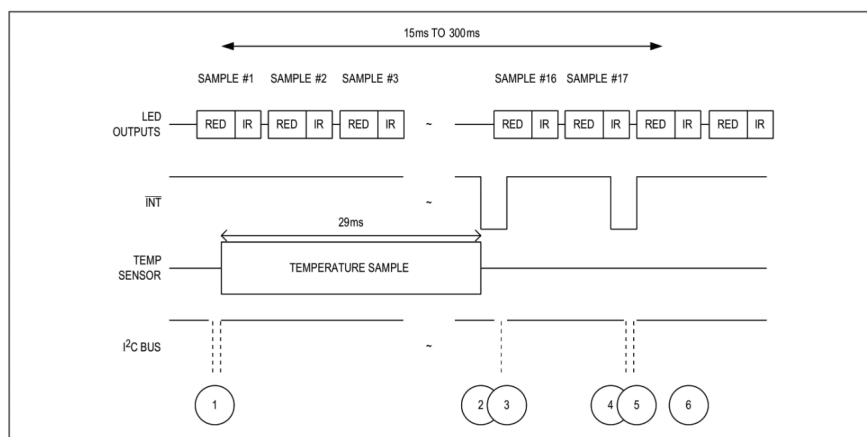 15ms TO 300ms
SAMPLE #1 SAMPLE #2 SAMPLE #3 SAMPLE #16 SAMPLE #17
LED
OUTPUTS
RED IR RED IR RED IR ~ RED IR RED IR RED IR RED IR
INT ~
29ms
TEMP
SENSOR
TEMPERATURE SAMPLE
I²C BUS ~
1 2 3 4 5 6